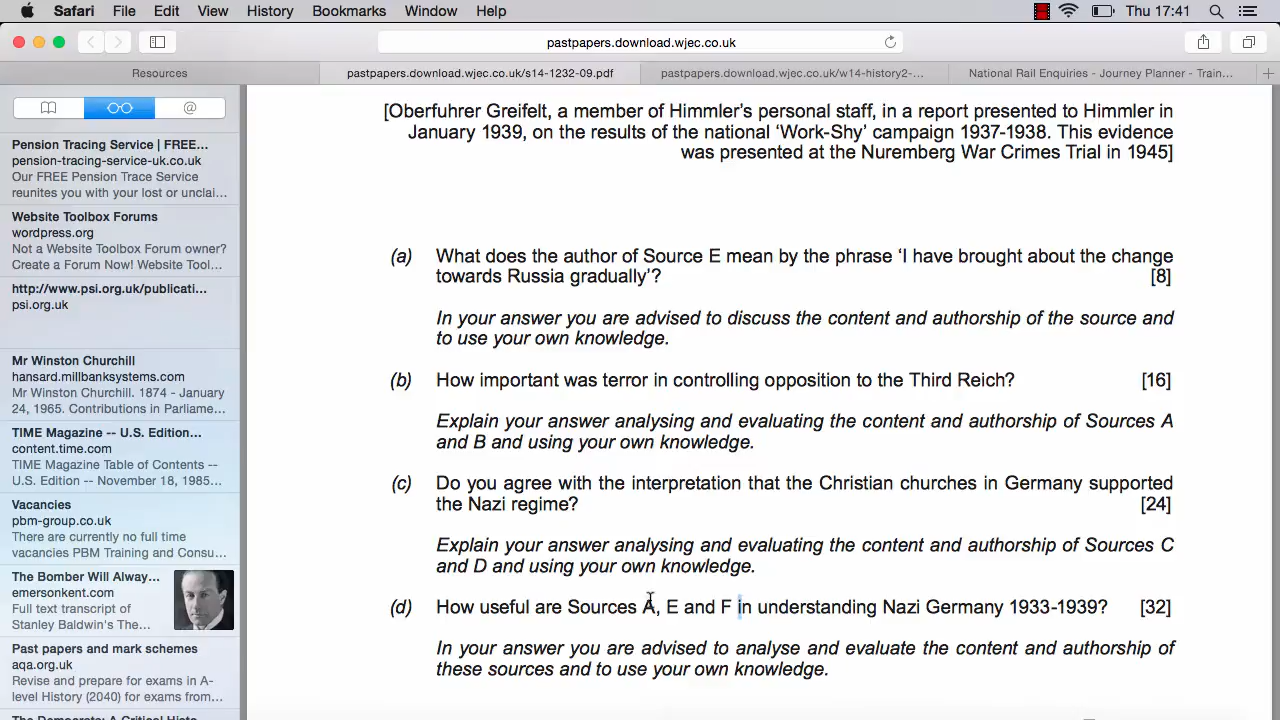 Safari File Edit View History Bookmarks Window Help Thu 17:41
pastpapers.download.wjec.co.uk
Resources pastpapers.download.wjec.co.uk/s14-1232-09.pdf pastpapers.download.wjec.co.uk/w14-history2-... National Rail Enquiries - Journey Planner - Train...
@
Pension Tracing Service | FREE...
pension-tracing-service-uk.co.uk
Our FREE Pension Trace Service
reunites you with your lost or unclai...
Website Toolbox Forums
wordpress.org
Not a Website Toolbox Forum owner?
Create a Forum Now! Website Tool...
http://www.psi.org.uk/publicati...
psi.org.uk
Mr Winston Churchill
hansard.millbanksystems.com
Mr Winston Churchill. 1874 - January
24, 1965. Contributions in Parliame...
TIME Magazine -- U.S. Edition...
content.time.com
TIME Magazine Table of Contents --
U.S. Edition -- November 18, 1985...
Vacancies
pbm-group.co.uk
There are currently no full time
vacancies PBM Training and Consu...
The Bomber Will Alway...
emersonkent.com
Full text transcript of
Stanley Baldwin's The...
Past papers and mark schemes
aqa.org.uk
Revise and prepare for exams in A-
level History (2040) for exams from...
The Democrats: A Critical Histo
[Oberfuhrer Greifelt, a member of Himmler's personal staff, in a report presented to Himmler in
January 1939, on the results of the national 'Work-Shy' campaign 1937-1938. This evidence
was presented at the Nuremberg War Crimes Trial in 1945]
(a) What does the author of Source E mean by the phrase 'I have brought about the change
towards Russia gradually'? [8]
In your answer you are advised to discuss the content and authorship of the source and
to use your own knowledge.
(b) How important was terror in controlling opposition to the Third Reich? [16]
Explain your answer analysing and evaluating the content and authorship of Sources A
and B and using your own knowledge.
(c) Do you agree with the interpretation that the Christian churches in Germany supported
the Nazi regime? [24]
Explain your answer analysing and evaluating the content and authorship of Sources C
and D and using your own knowledge.
(d) How useful are Sources A, E and F in understanding Nazi Germany 1933-1939? [32]
In your answer you are advised to analyse and evaluate the content and authorship of
these sources and to use your own knowledge.